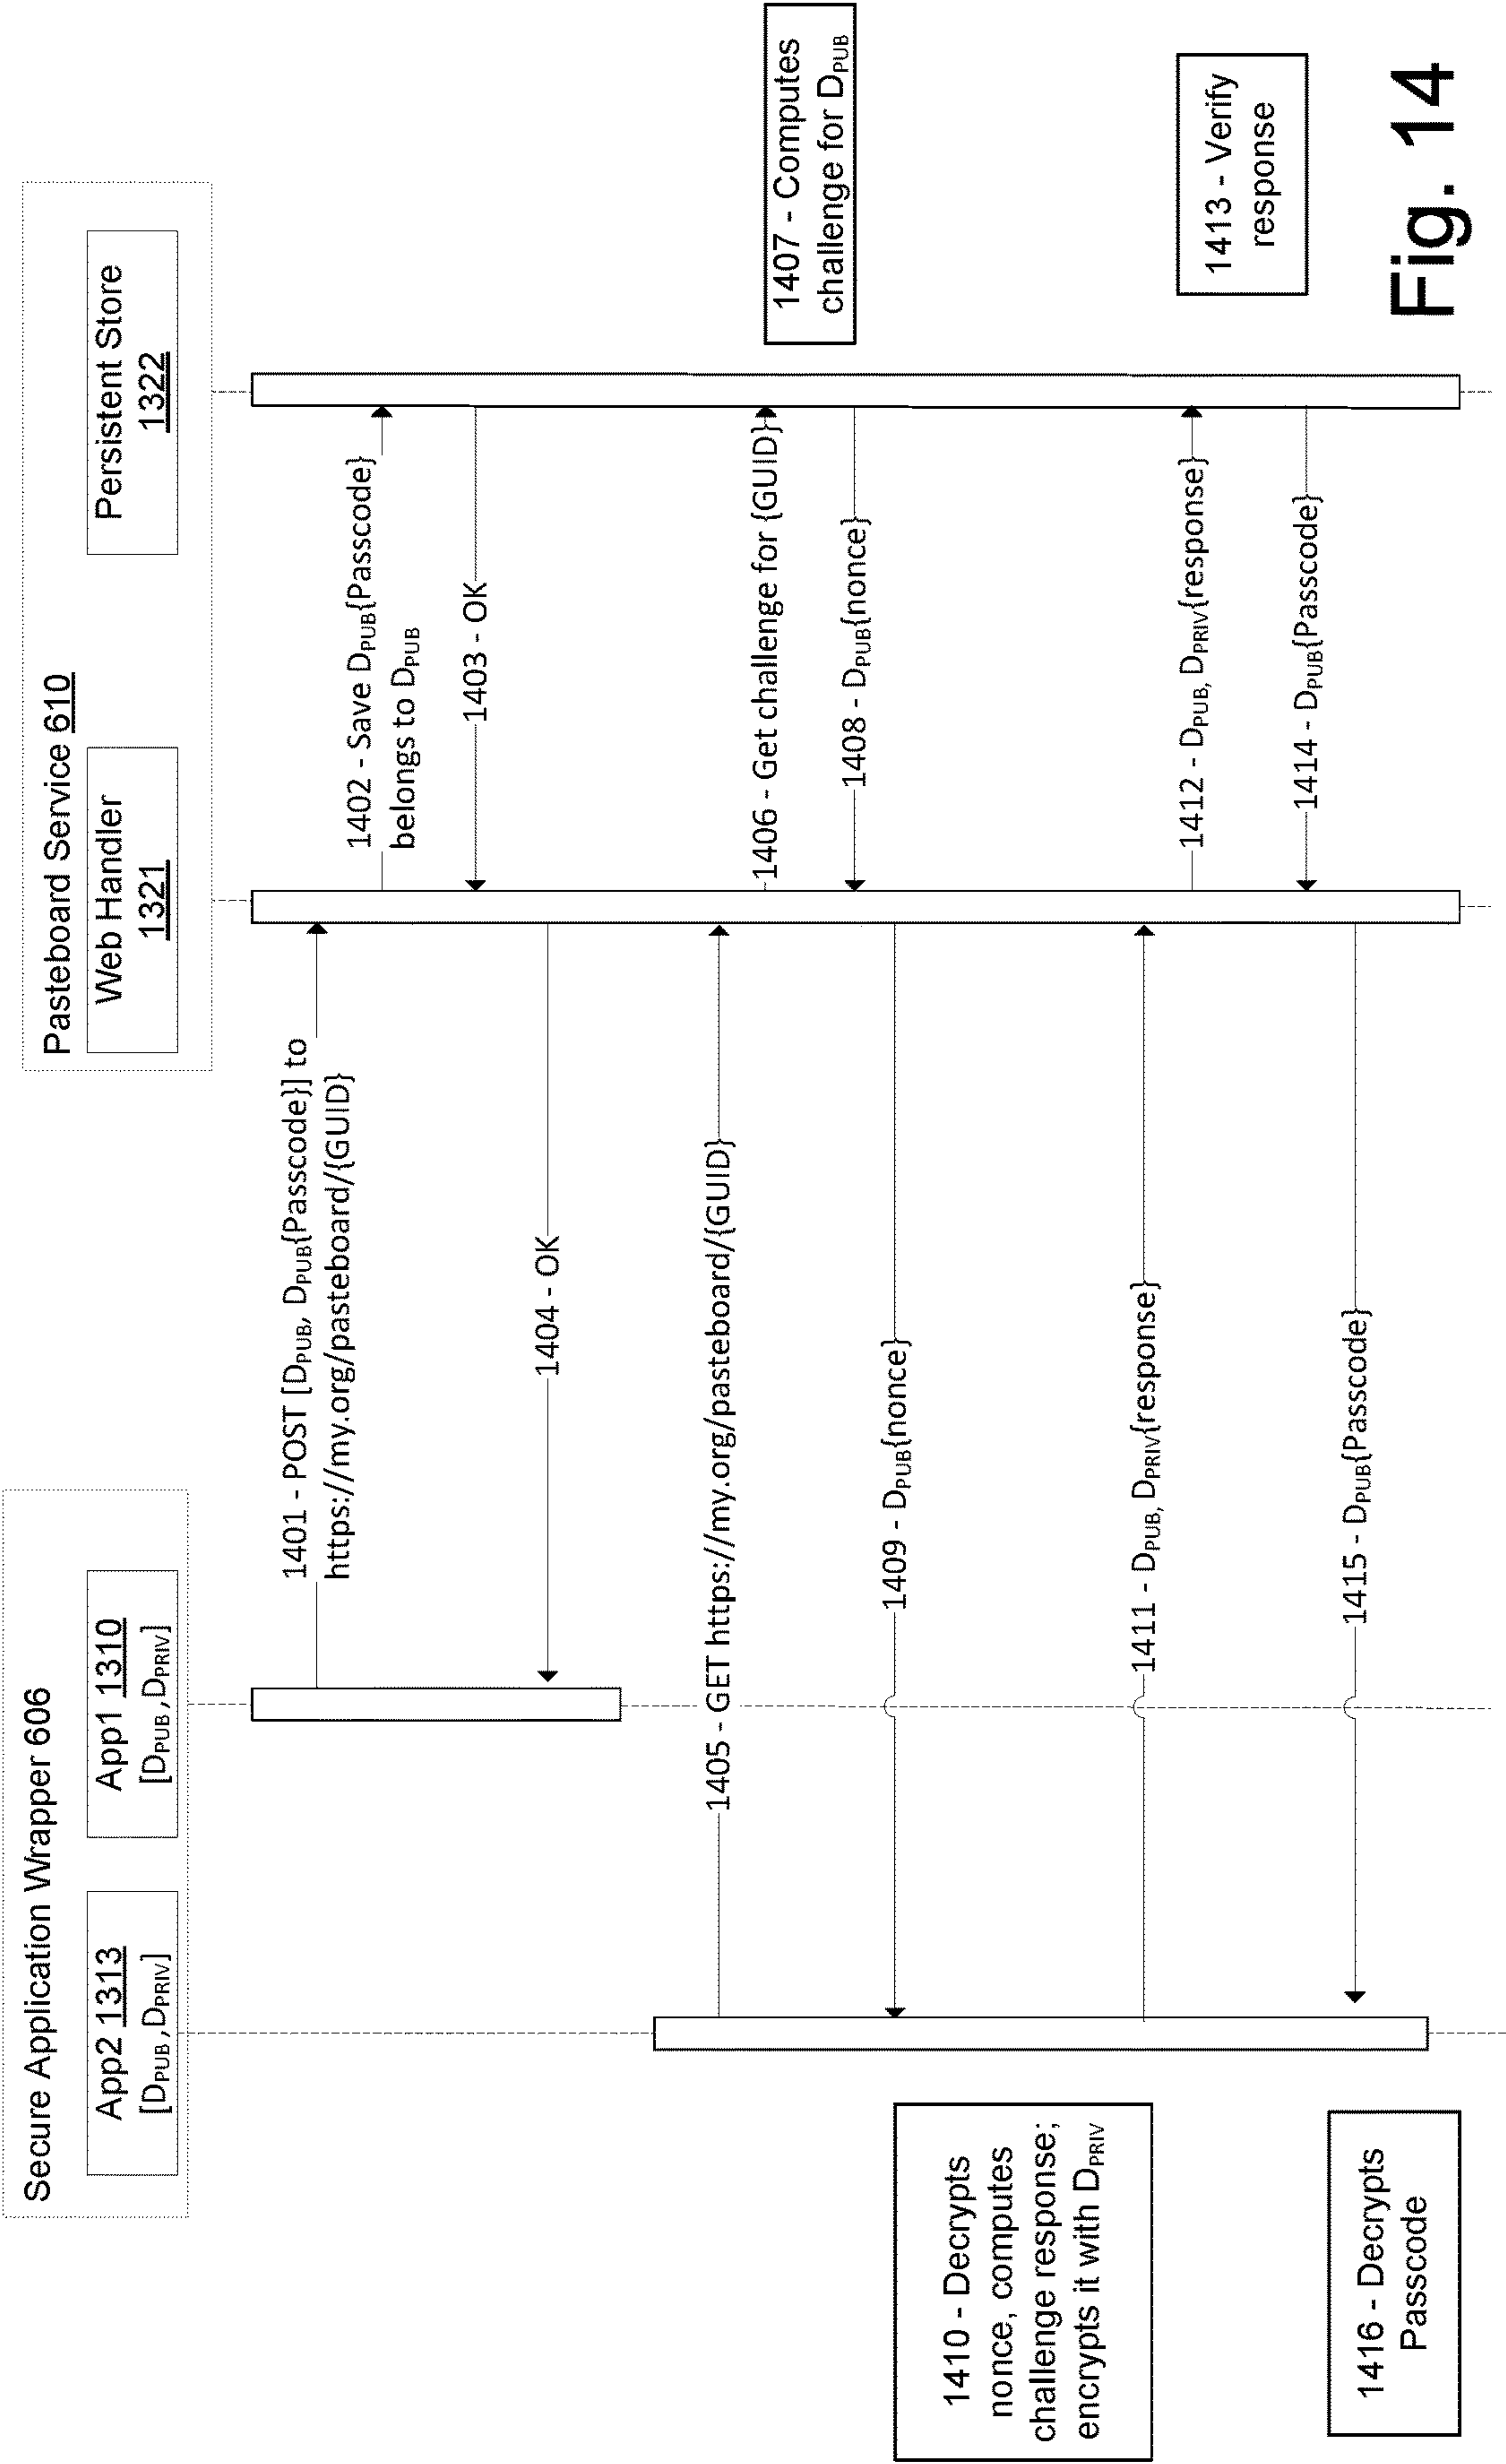 Secure Application Wrapper 606
App2 1313
[DPUB, DPRIV]
App1 1310
[DPUB, DPRIV]
Pasteboard Service 610
Web Handler
1321
Persistent Store
1322
1401 - POST [DPUB, DPUB{Passcode}] to
https://my.org/pasteboard/{GUID}
1402 - Save DPUB{Passcode}
belongs to DPUB
1403 - OK
1404 - OK
1405 - GET https://my.org/pasteboard/{GUID}
1406 - Get challenge for {GUID}
1407 - Computes
challenge for DPUB
1408 - DPUB{nonce}
1409 - DPUB{nonce}
1410 - Decrypts
nonce, computes
challenge response;
encrypts it with DPRIV
1411 - DPUB, DPRIV{response}
1412 - DPUB, DPRIV{response}
1413 - Verify
response
1414 - DPUB{Passcode}
1415 - DPUB{Passcode}
1416 - Decrypts
Passcode
Fig. 14